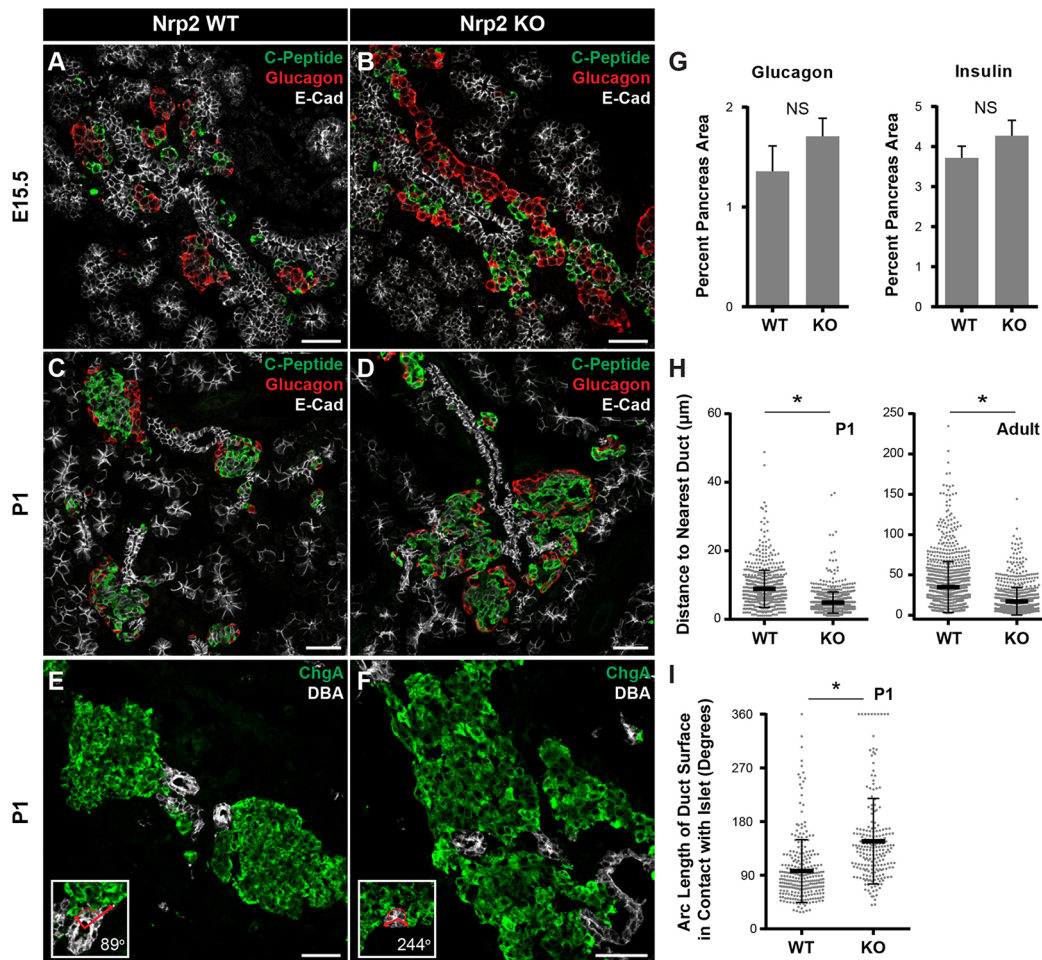 Nrp2 WT
Nrp2 KO
E15.5
A
C-Peptide
Glucagon
E-Cad
B
C-Peptide
Glucagon
E-Cad
P1
C
C-Peptide
Glucagon
E-Cad
D
C-Peptide
Glucagon
E-Cad
P1
E
ChgA
DBA
89°
F
ChgA
DBA
244°
G
Glucagon
Percent Pancreas Area
2
1
0
NS
WT
KO
Insulin
Percent Pancreas Area
5
4
3
2
1
0
NS
WT
KO
H
Distance to Nearest Duct (µm)
60
40
20
0
*
P1
WT
KO
250
200
150
100
50
0
*
Adult
WT
KO
I
Arc Length of Duct Surface
in Contact with Islet (Degrees)
360
270
180
90
0
*
P1
WT
KO